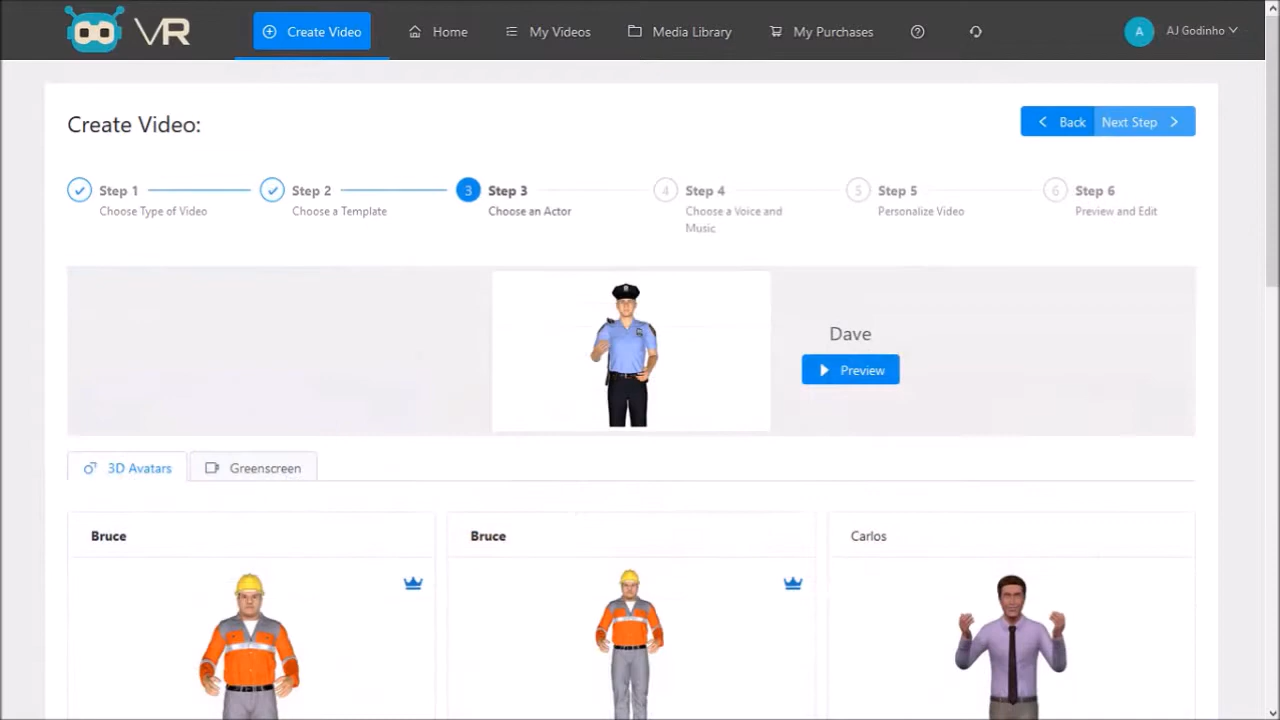 VR
Create Video
Home
My Videos
Media Library
My Purchases
A
AJ Godinho
Create Video:
Back
Next Step
Step 1
Choose Type of Video
Step 2
Choose a Template
3
Step 3
Choose an Actor
4
Step 4
Choose a Voice and
Music
5
Step 5
Personalize Video
6
Step 6
Preview and Edit
Dave
Preview
3D Avatars
Greenscreen
Bruce
Bruce
Carlos